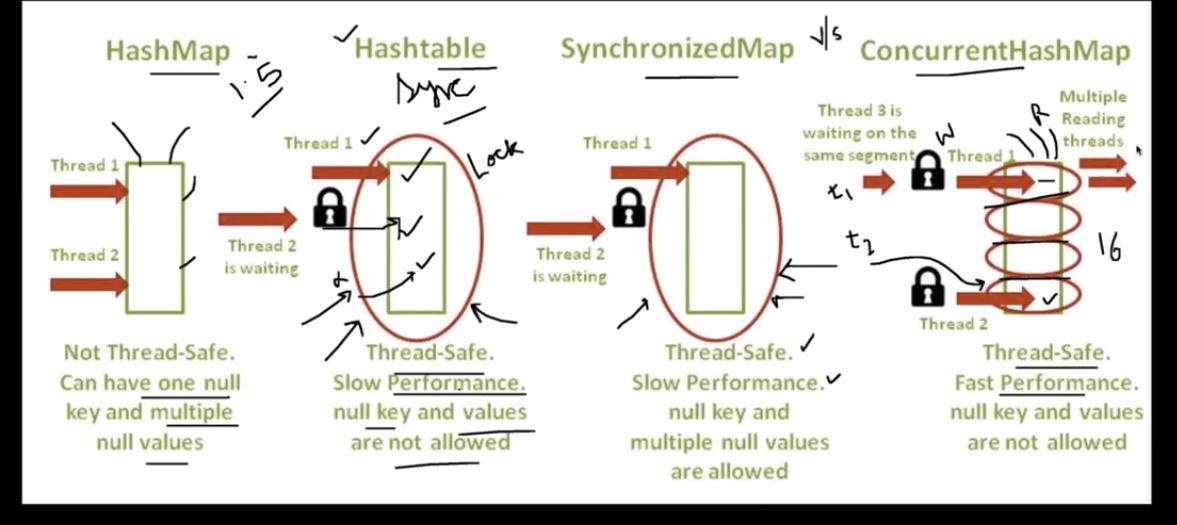 HashMap
1.5
Thread 1
Thread 2
Not Thread-Safe.
Can have one null
key and multiple
null values
Hashtable
Sync
Thread 1
Lock
Thread 2
is waiting
Thread-Safe.
Slow Performance.
null key and values
are not allowed
SynchronizedMap
v/s
Thread 1
Thread 2
is waiting
Thread-Safe.
Slow Performance.
null key and
multiple null values
are allowed
ConcurrentHashMap
Thread 3 is
waiting on the
same segment
W
R
Multiple
Reading
threads
Thread 1
t1
t2
16
Thread 2
Thread-Safe.
Fast Performance.
null key and values
are not allowed